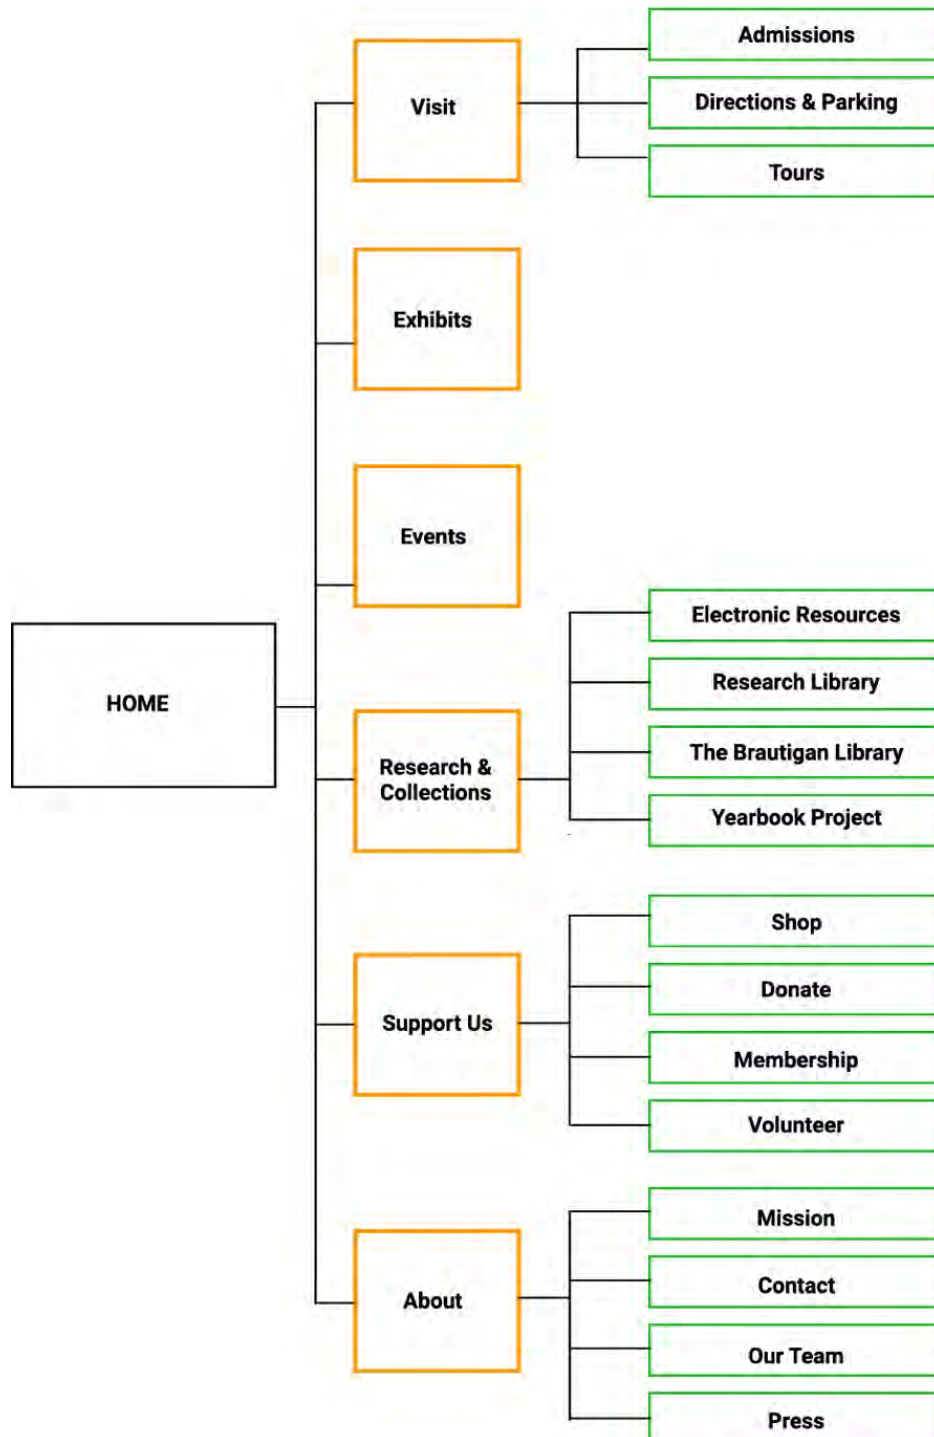 HOME
Visit
Admissions
Directions & Parking
Tours
Exhibits
Events
Research &
Collections
Electronic Resources
Research Library
The Brautigan Library
Yearbook Project
Support Us
Shop
Donate
Membership
Volunteer
About
Mission
Contact
Our Team
Press